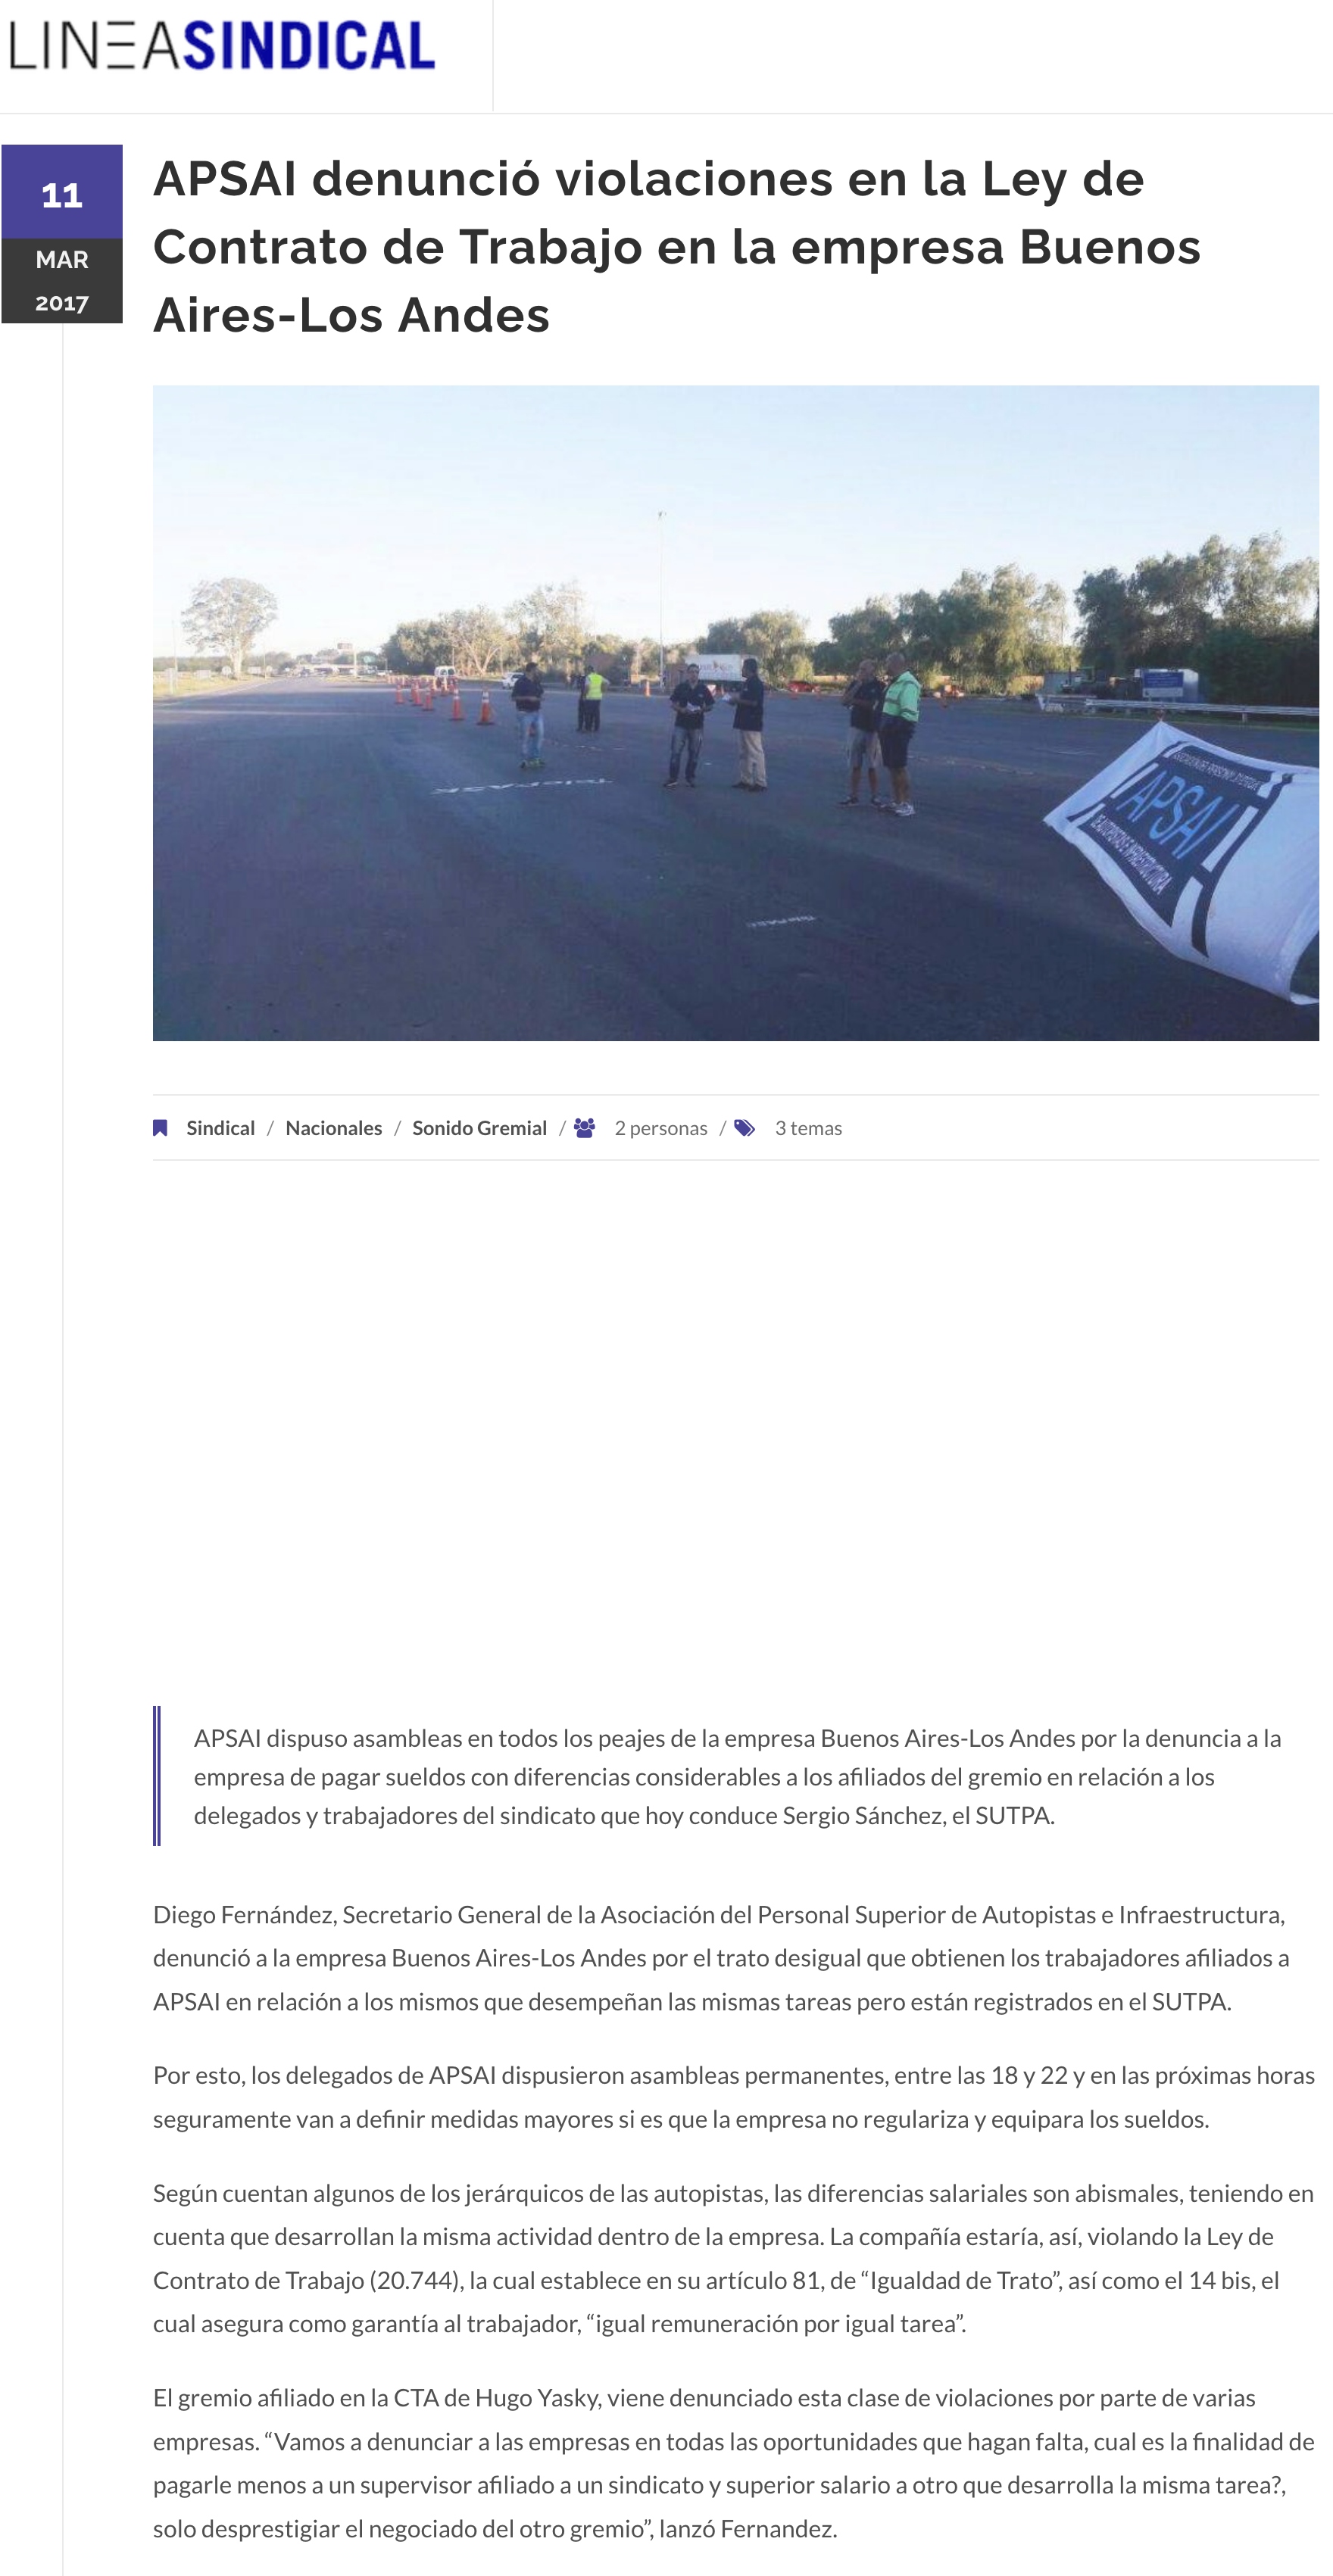 LINEASINDICAL
11
MAR
2017
APSAI denunció violaciones en la Ley de
Contrato de Trabajo en la empresa Buenos
Aires-Los Andes
APSAI
Sindical / Nacionales / Sonido Gremial / 2 personas / 3 temas
APSAI dispuso asambleas en todos los peajes de la empresa Buenos Aires-Los Andes por la denuncia a la
empresa de pagar sueldos con diferencias considerables a los afiliados del gremio en relación a los
delegados y trabajadores del sindicato que hoy conduce Sergio Sánchez, el SUTPA.
Diego Fernández, Secretario General de la Asociación del Personal Superior de Autopistas e Infraestructura,
denunció a la empresa Buenos Aires-Los Andes por el trato desigual que obtienen los trabajadores afiliados a
APSAI en relación a los mismos que desempeñan las mismas tareas pero están registrados en el SUTPA.
Por esto, los delegados de APSAI dispusieron asambleas permanentes, entre las 18 y 22 y en las próximas horas
seguramente van a definir medidas mayores si es que la empresa no regulariza y equipara los sueldos.
Según cuentan algunos de los jerárquicos de las autopistas, las diferencias salariales son abismales, teniendo en
cuenta que desarrollan la misma actividad dentro de la empresa. La compañía estaría, así, violando la Ley de
Contrato de Trabajo (20.744), la cual establece en su artículo 81, de “Igualdad de Trato”, así como el 14 bis, el
cual asegura como garantía al trabajador, “igual remuneración por igual tarea”.
El gremio afiliado en la CTA de Hugo Yasky, viene denunciado esta clase de violaciones por parte de varias
empresas. “Vamos a denunciar a las empresas en todas las oportunidades que hagan falta, cual es la finalidad de
pagarle menos a un supervisor afiliado a un sindicato y superior salario a otro que desarrolla la misma tarea?,
solo desprestigiar el negociado del otro gremio”, lanzó Fernandez.